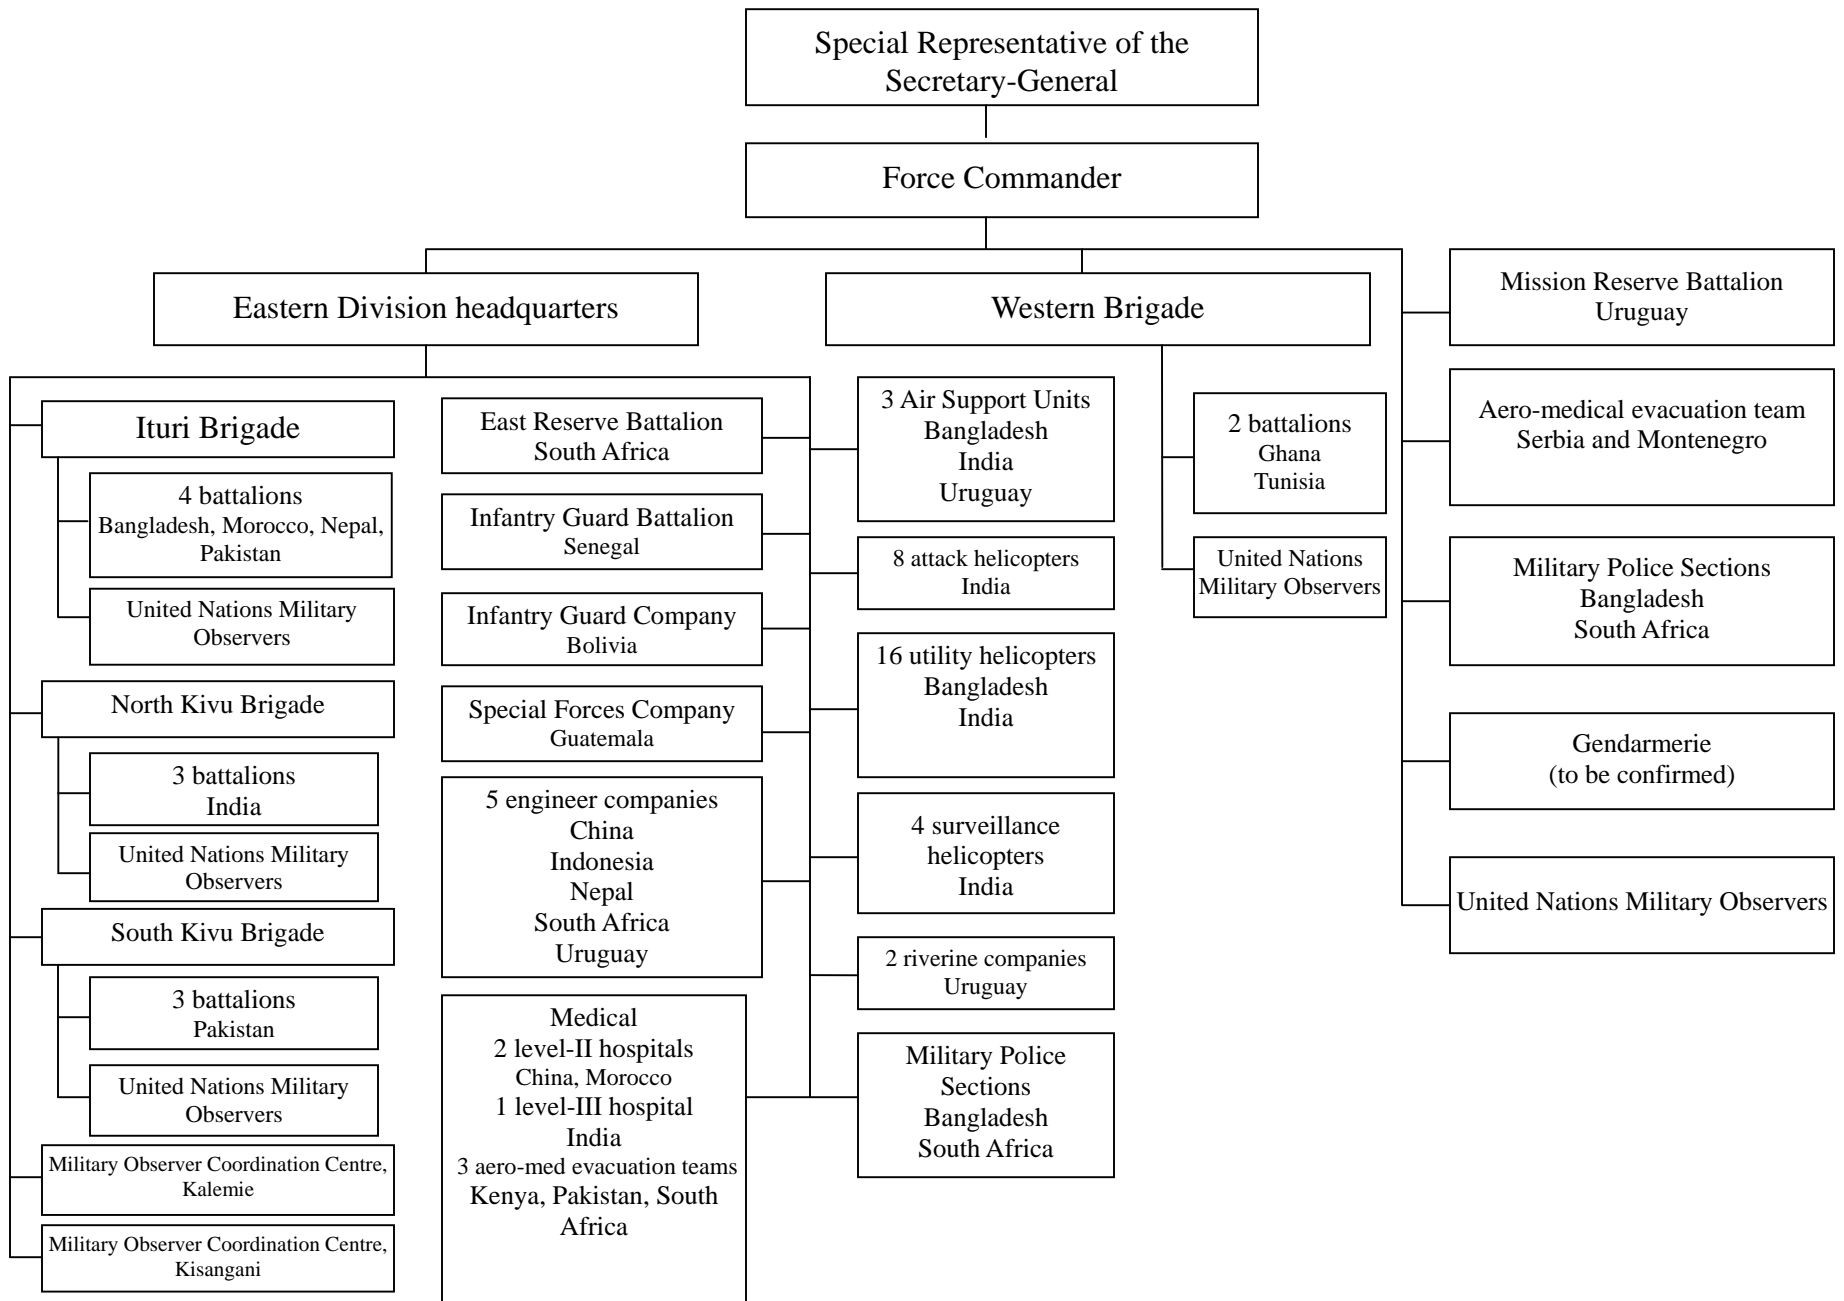 Special Representative of the
Secretary-General
Force Commander
Eastern Division headquarters
Western Brigade
Ituri Brigade
4 battalions
Bangladesh, Morocco, Nepal,
Pakistan
United Nations Military
Observers
North Kivu Brigade
3 battalions
India
United Nations Military
Observers
South Kivu Brigade
3 battalions
Pakistan
United Nations Military
Observers
Military Observer Coordination Centre,
Kalemie
Military Observer Coordination Centre,
Kisangani
East Reserve Battalion
South Africa
Infantry Guard Battalion
Senegal
Infantry Guard Company
Bolivia
Special Forces Company
Guatemala
5 engineer companies
China
Indonesia
Nepal
South Africa
Uruguay
Medical
2 level-II hospitals
China, Morocco
1 level-III hospital
India
3 aero-med evacuation teams
Kenya, Pakistan, South
Africa
3 Air Support Units
Bangladesh
India
Uruguay
8 attack helicopters
India
16 utility helicopters
Bangladesh
India
4 surveillance
helicopters
India
2 riverine companies
Uruguay
Military Police
Sections
Bangladesh
South Africa
2 battalions
Ghana
Tunisia
United Nations
Military Observers
Mission Reserve Battalion
Uruguay
Aero-medical evacuation team
Serbia and Montenegro
Military Police Sections
Bangladesh
South Africa
Gendarmerie
(to be confirmed)
United Nations Military Observers